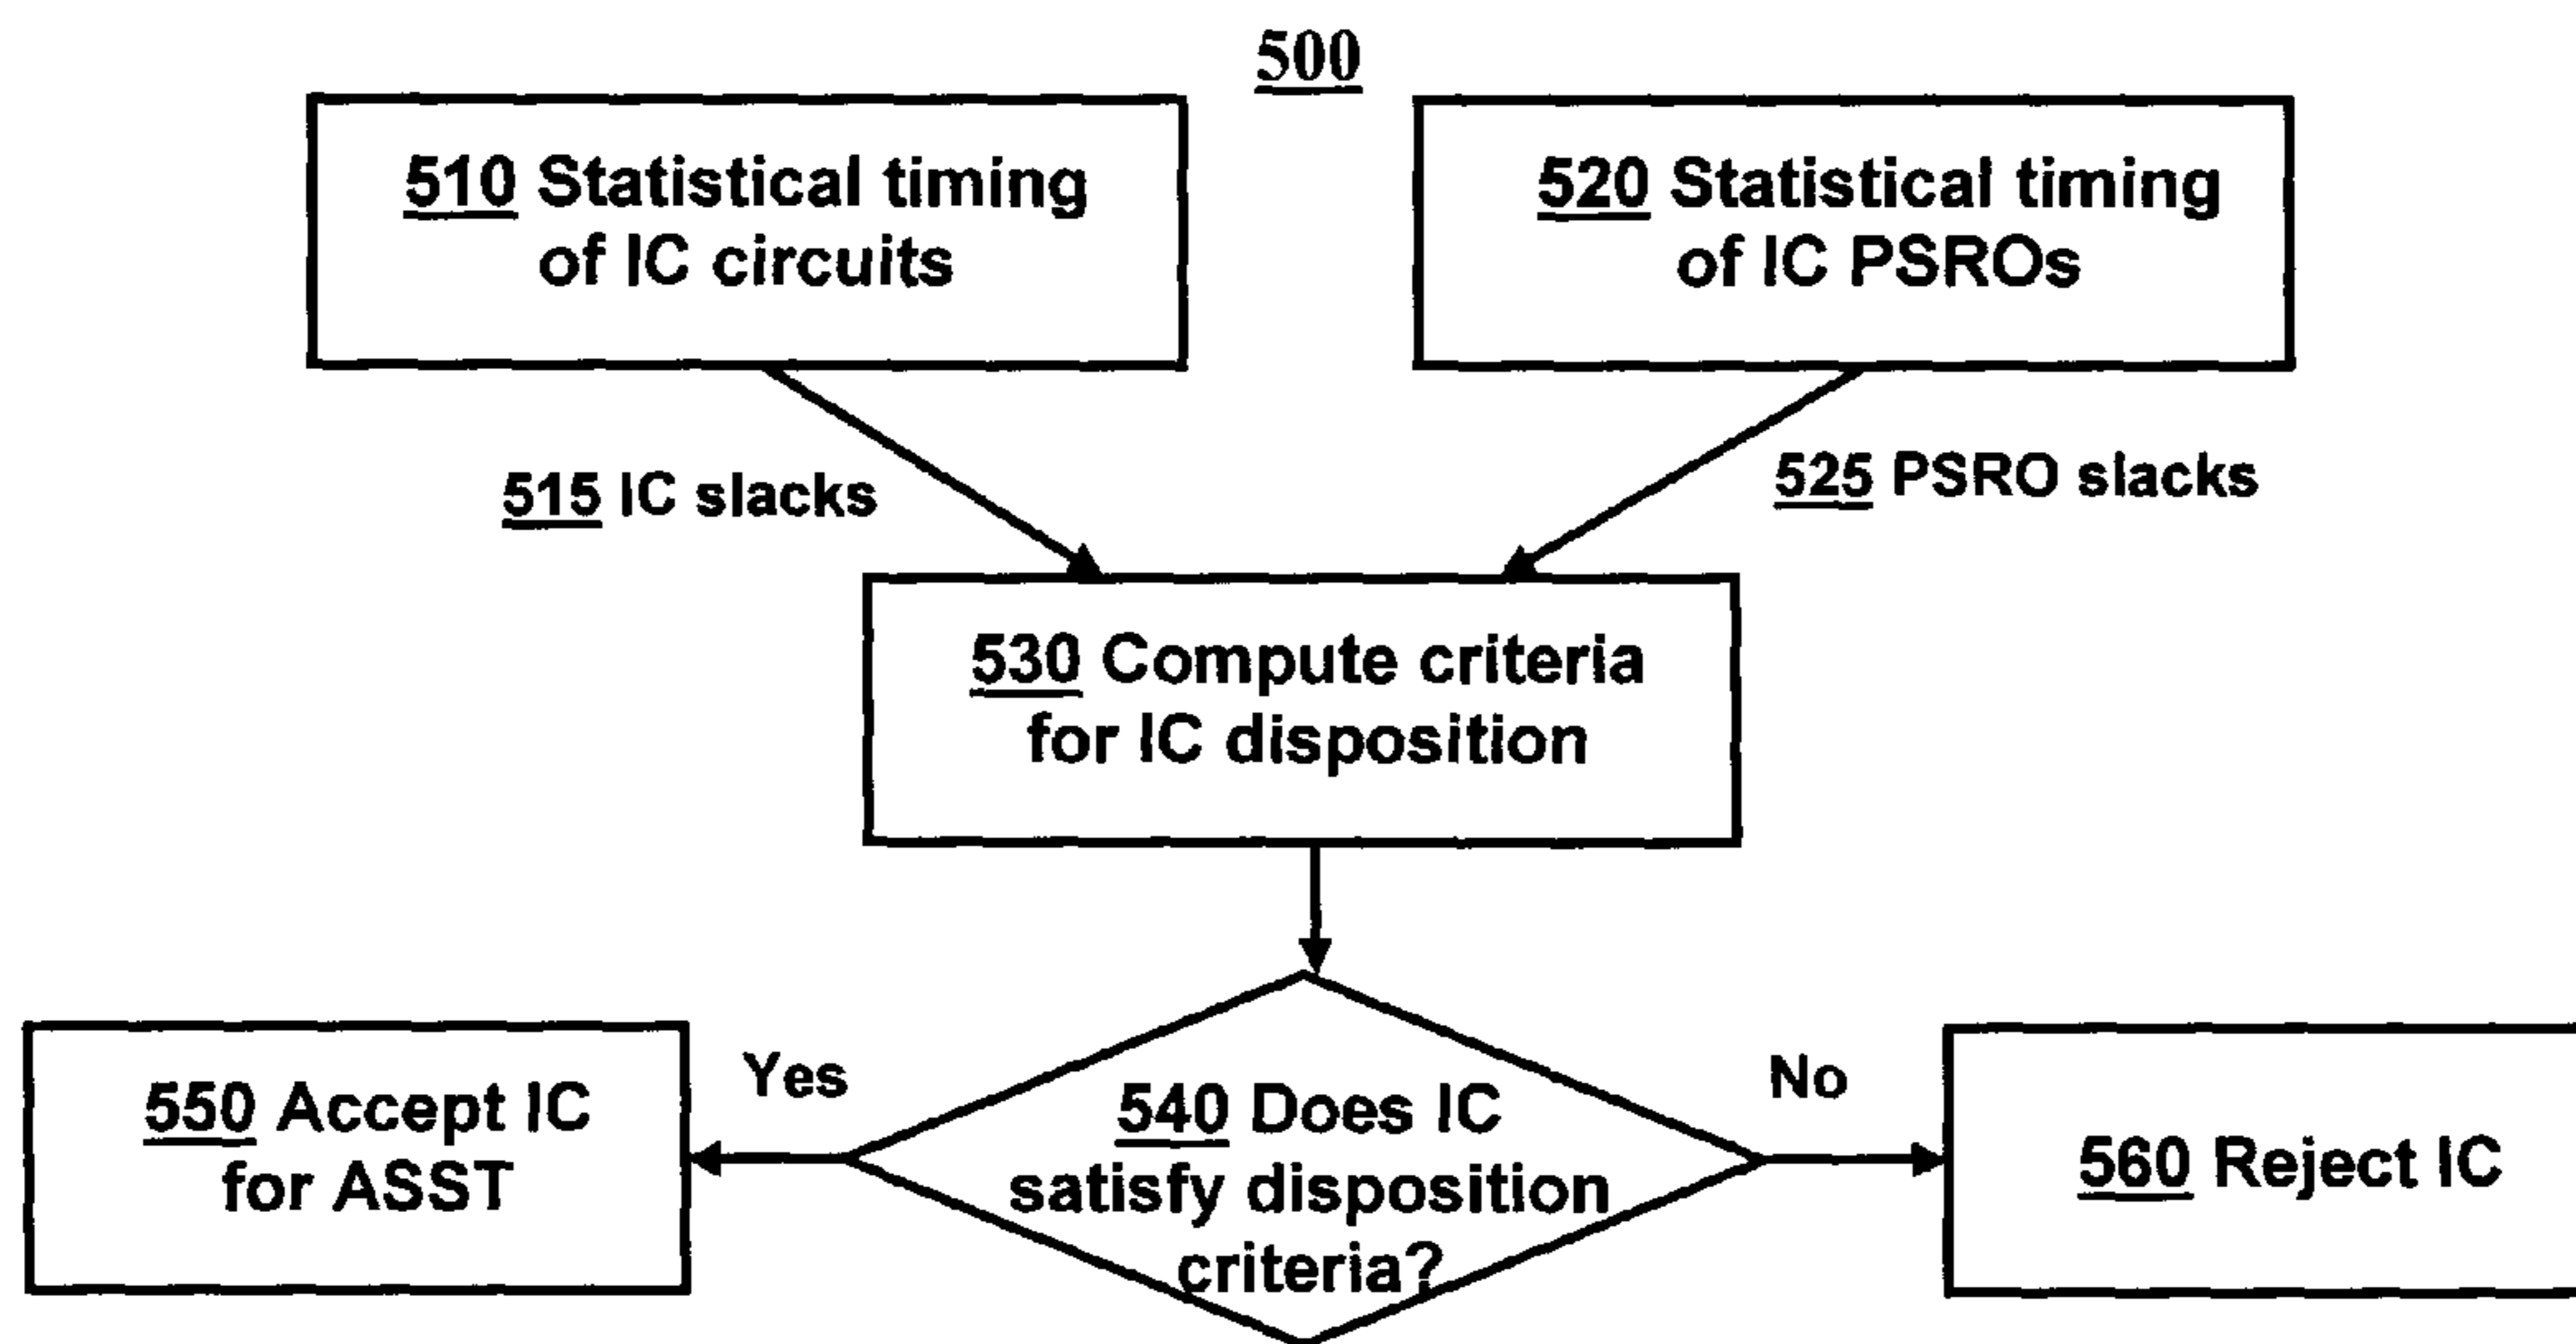 500
510 Statistical timing
of IC circuits
520 Statistical timing
of IC PSROs
515 IC slacks
525 PSRO slacks
530 Compute criteria
for IC disposition
Yes
No
550 Accept IC
for ASST
540 Does IC
satisfy disposition
criteria?
560 Reject IC